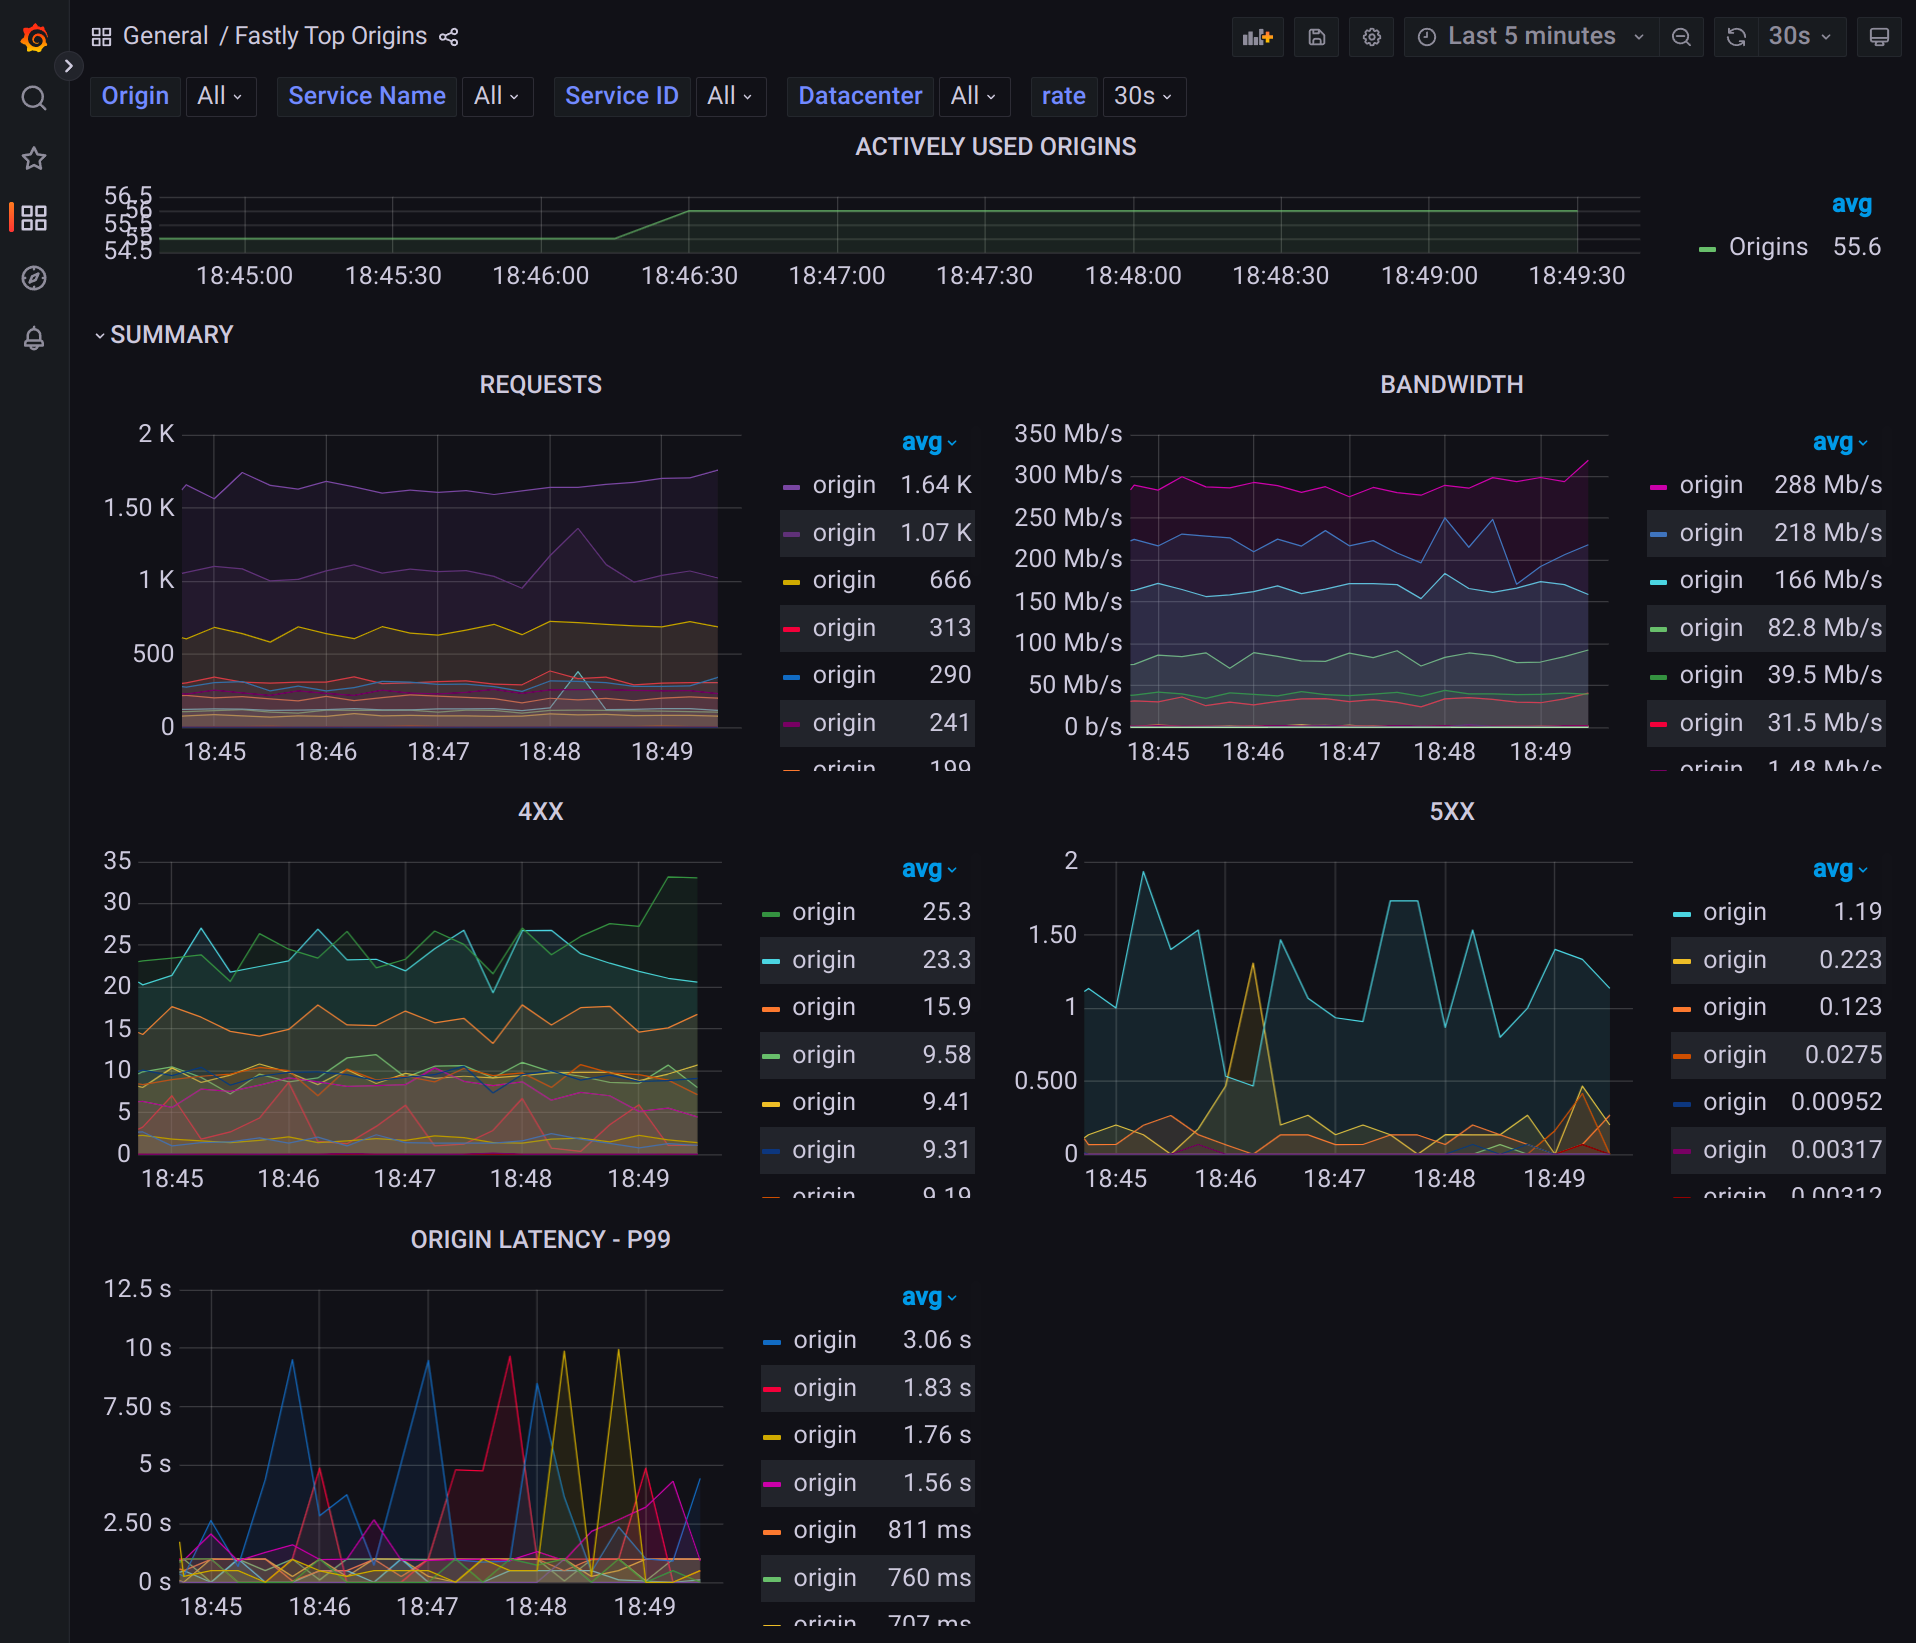 General / Fastly Top Origins
Last 5 minutes
30s
Origin All Service Name All Service ID All Datacenter All rate 30s
ACTIVELY USED ORIGINS
56.5
56
55.5
55
54.5
18:45:00 18:45:30 18:46:00 18:46:30 18:47:00 18:47:30 18:48:00 18:48:30 18:49:00 18:49:30
avg
Origins 55.6
SUMMARY
REQUESTS
2 K
1.50 K
1 K
500
0
18:45 18:46 18:47 18:48 18:49
avg
origin 1.64 K
origin 1.07 K
origin 666
origin 313
origin 290
origin 241
origin 199
BANDWIDTH
350 Mb/s
300 Mb/s
250 Mb/s
200 Mb/s
150 Mb/s
100 Mb/s
50 Mb/s
0 b/s
18:45 18:46 18:47 18:48 18:49
avg
origin 288 Mb/s
origin 218 Mb/s
origin 166 Mb/s
origin 82.8 Mb/s
origin 39.5 Mb/s
origin 31.5 Mb/s
origin 1.48 Mb/s
4XX
35
30
25
20
15
10
5
0
18:45 18:46 18:47 18:48 18:49
avg
origin 25.3
origin 23.3
origin 15.9
origin 9.58
origin 9.41
origin 9.31
origin 9.19
5XX
2
1.50
1
0.500
0
18:45 18:46 18:47 18:48 18:49
avg
origin 1.19
origin 0.223
origin 0.123
origin 0.0275
origin 0.00952
origin 0.00317
origin 0.00312
ORIGIN LATENCY - P99
12.5 s
10 s
7.50 s
5 s
2.50 s
0 s
18:45 18:46 18:47 18:48 18:49
avg
origin 3.06 s
origin 1.83 s
origin 1.76 s
origin 1.56 s
origin 811 ms
origin 760 ms
origin 707 ms